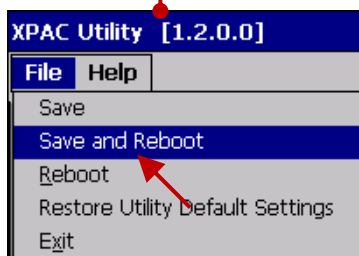 XPAC Utility [1.2.0.0]
File Help
Save
Save and Reboot
Reboot
Restore Utility Default Settings
Exit